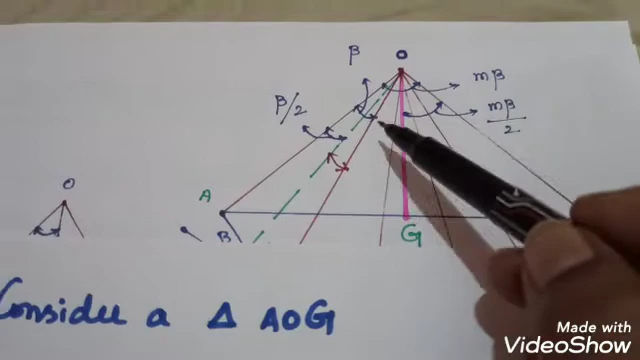 β O
mβ
β/2
mβ/2
O
A
B G
Consider a Δ AOG
Made with
VideoShow